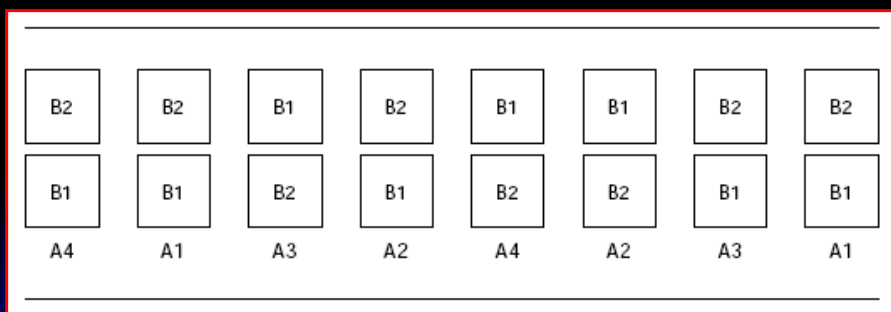 B2 B2 B1 B2 B1 B1 B2 B2
B1 B1 B2 B1 B2 B2 B1 B1
A4 A1 A3 A2 A4 A2 A3 A1